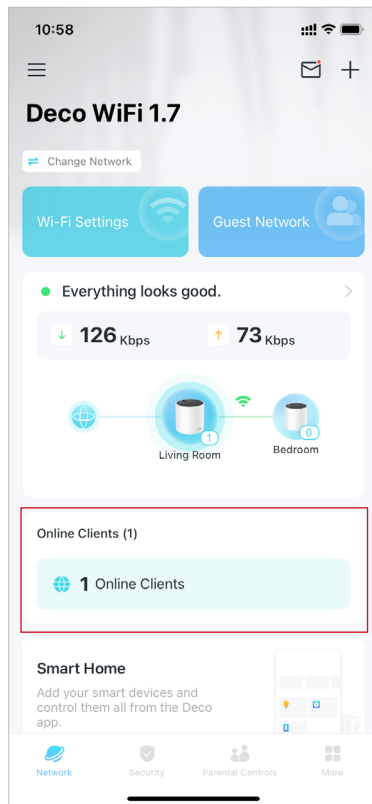 10:58
Deco WiFi 1.7
Change Network
Wi-Fi Settings
Guest Network
Everything looks good.
126 Kbps
73 Kbps
1
0
Living Room
Bedroom
Online Clients (1)
1 Online Clients
Smart Home
Add your smart devices and
control them all from the Deco
app.
Network
Security
Parental Controls
More